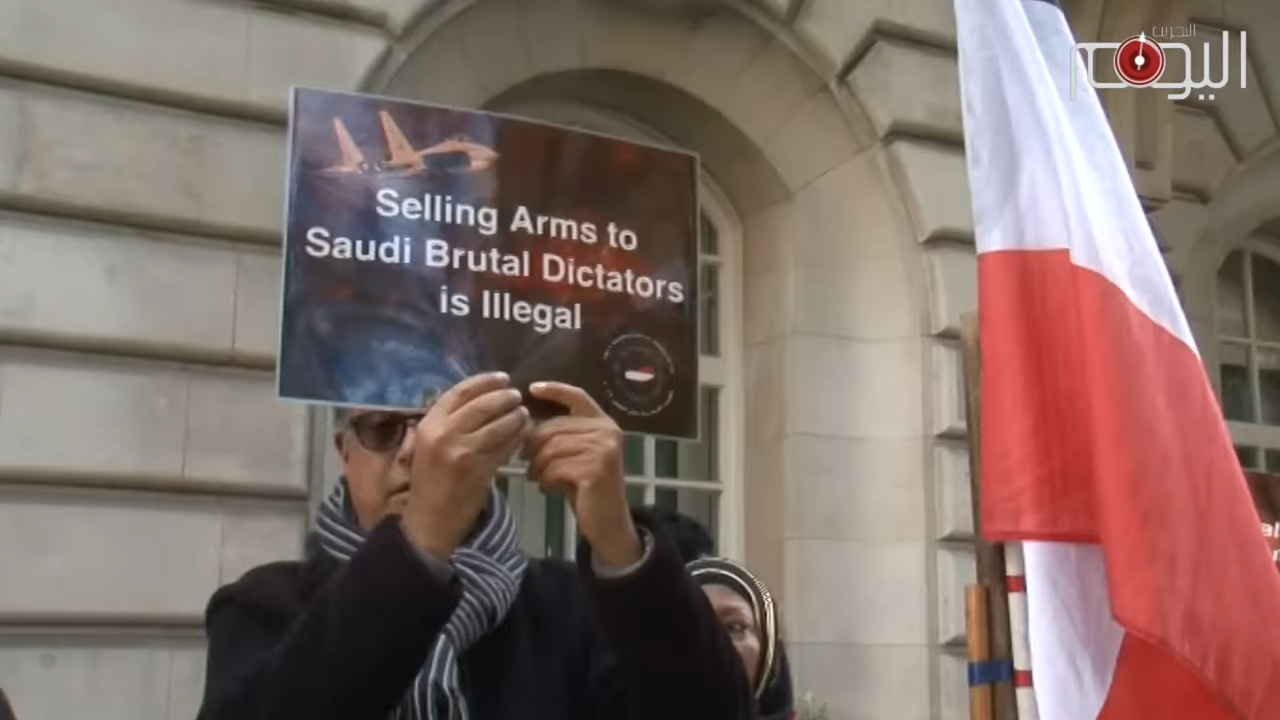 البحرين
اليوم
Selling Arms to
Saudi Brutal Dictators
is Illegal